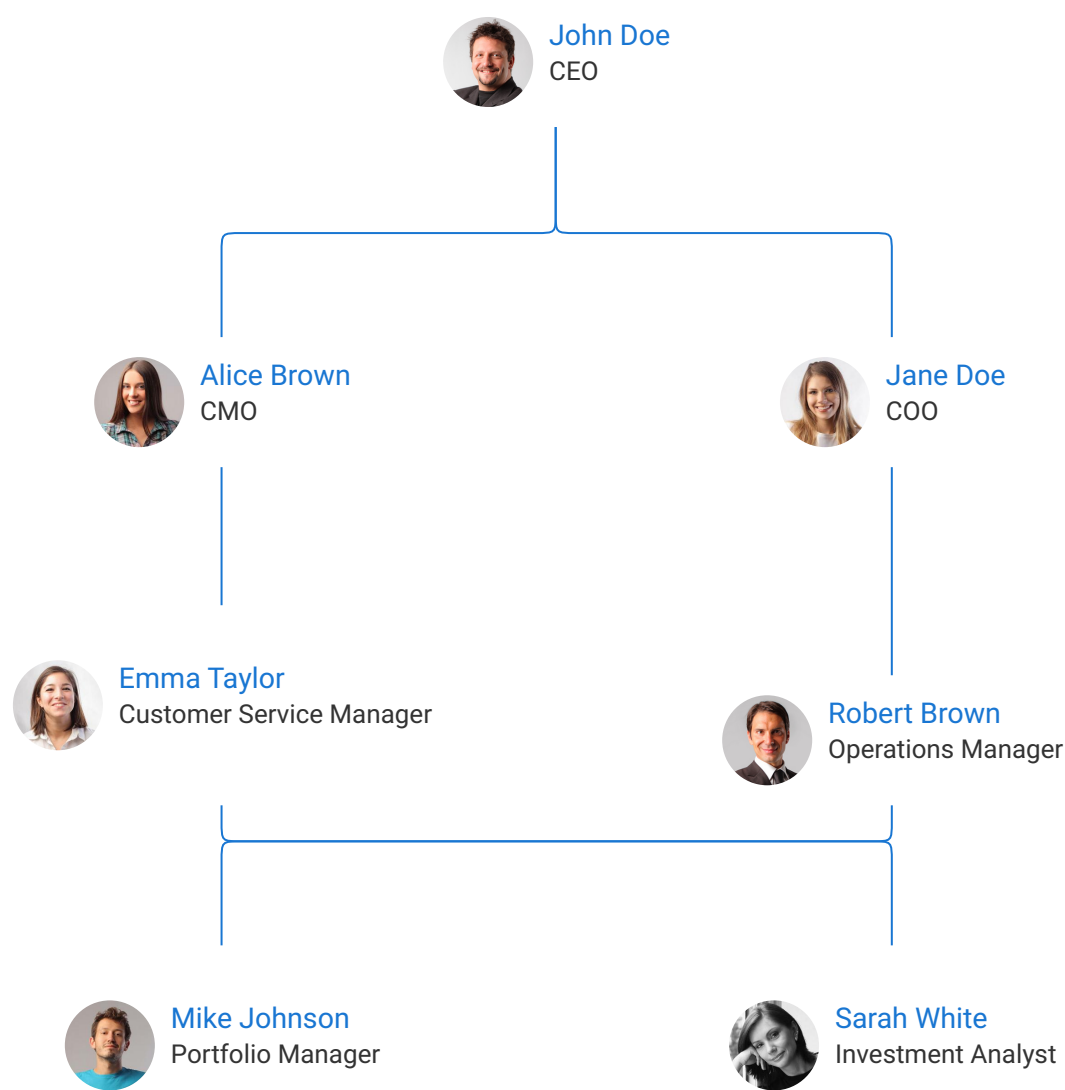 John Doe
CEO
Alice Brown
CMO
Jane Doe
COO
Emma Taylor
Customer Service Manager
Robert Brown
Operations Manager
Mike Johnson
Portfolio Manager
Sarah White
Investment Analyst